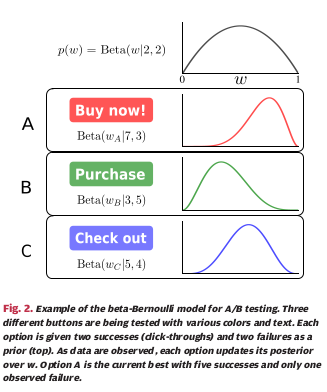 p(w) = Beta(w|2, 2)
0 w 1
A
Buy now!
Beta(w_A|7, 3)
B
Purchase
Beta(w_B|3, 5)
C
Check out
Beta(w_C|5, 4)
Fig. 2. Example of the beta-Bernoulli model for A/B testing. Three
different buttons are being tested with various colors and text. Each
option is given two successes (click-throughs) and two failures as a
prior (top). As data are observed, each option updates its posterior
over w. Option A is the current best with five successes and only one
observed failure.